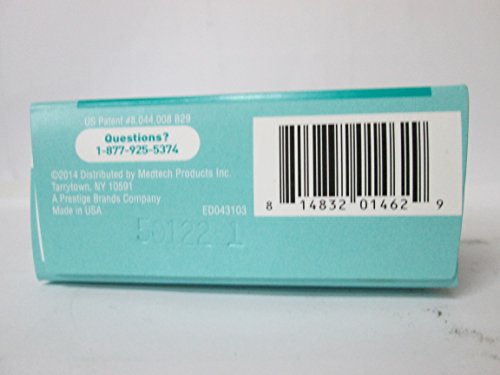 US Patent #8,044,008 B29
Questions?
1-877-925-5374
©2014 Distributed by Medtech Products Inc.
Tarrytown, NY 10591
A Prestige Brands Company
Made in USA
ED043103
50122 1
8 14832 01462 9